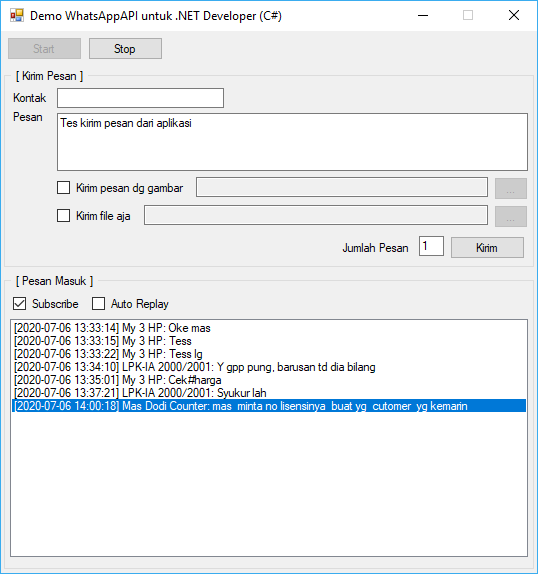 Demo WhatsAppAPI untuk .NET Developer (C#)
Start Stop
[ Kirim Pesan ]
Kontak
Pesan Tes kirim pesan dari aplikasi
Kirim pesan dg gambar ...
Kirim file aja ...
Jumlah Pesan 1 Kirim
[ Pesan Masuk ]
Subscribe Auto Replay
[2020-07-06 13:33:14] My 3 HP: Oke mas
[2020-07-06 13:33:15] My 3 HP: Tess
[2020-07-06 13:33:22] My 3 HP: Tess lg
[2020-07-06 13:34:10] LPK-IA 2000/2001: Y gpp pung, barusan td dia bilang
[2020-07-06 13:35:01] My 3 HP: Cek#harga
[2020-07-06 13:37:21] LPK-IA 2000/2001: Syukur lah
[2020-07-06 14:00:18] Mas Dodi Counter: mas  minta no lisensinya  buat yg  cutomer  yg kemarin